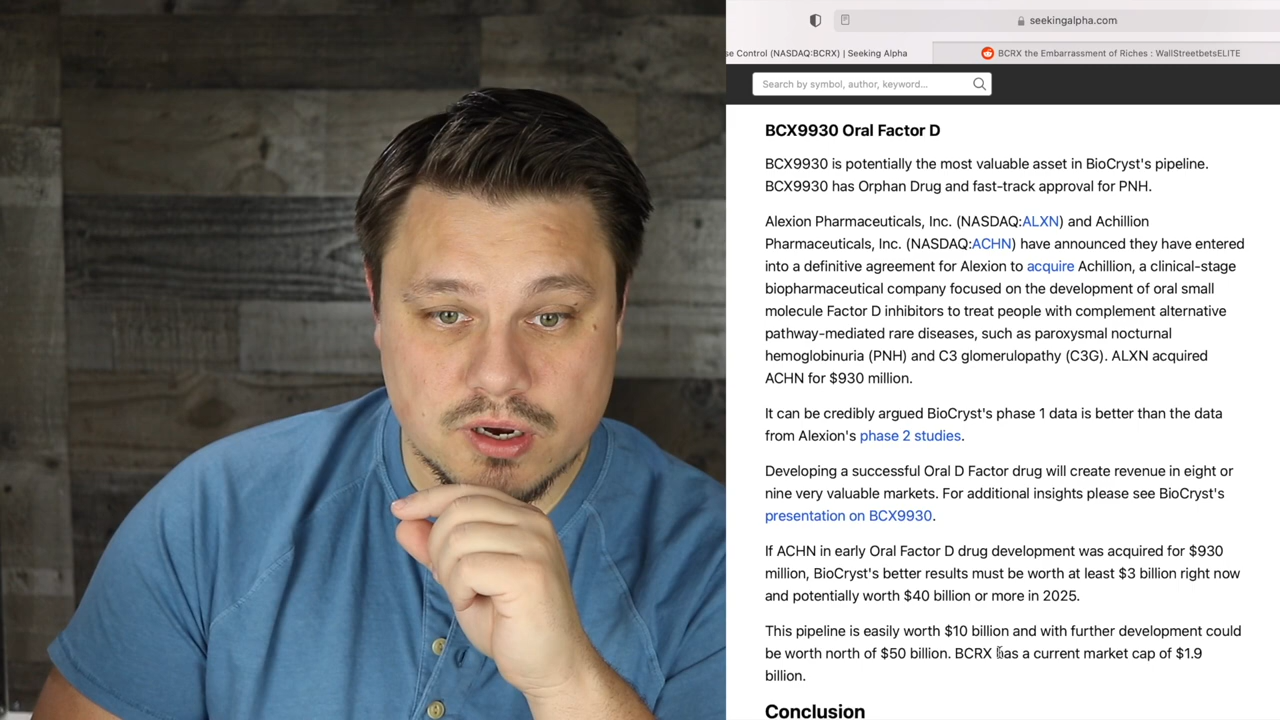 seekingalpha.com
se Control (NASDAQ:BCRX) | Seeking Alpha
BCRX the Embarrassment of Riches : WallStreetbetsELITE
Search by symbol, author, keyword...
BCX9930 Oral Factor D
BCX9930 is potentially the most valuable asset in BioCryst's pipeline.
BCX9930 has Orphan Drug and fast-track approval for PNH.
Alexion Pharmaceuticals, Inc. (NASDAQ:ALXN) and Achillion
Pharmaceuticals, Inc. (NASDAQ:ACHN) have announced they have entered
into a definitive agreement for Alexion to acquire Achillion, a clinical-stage
biopharmaceutical company focused on the development of oral small
molecule Factor D inhibitors to treat people with complement alternative
pathway-mediated rare diseases, such as paroxysmal nocturnal
hemoglobinuria (PNH) and C3 glomerulopathy (C3G). ALXN acquired
ACHN for $930 million.
It can be credibly argued BioCryst's phase 1 data is better than the data
from Alexion's phase 2 studies.
Developing a successful Oral D Factor drug will create revenue in eight or
nine very valuable markets. For additional insights please see BioCryst's
presentation on BCX9930.
If ACHN in early Oral Factor D drug development was acquired for $930
million, BioCryst's better results must be worth at least $3 billion right now
and potentially worth $40 billion or more in 2025.
This pipeline is easily worth $10 billion and with further development could
be worth north of $50 billion. BCRX has a current market cap of $1.9
billion.
Conclusion